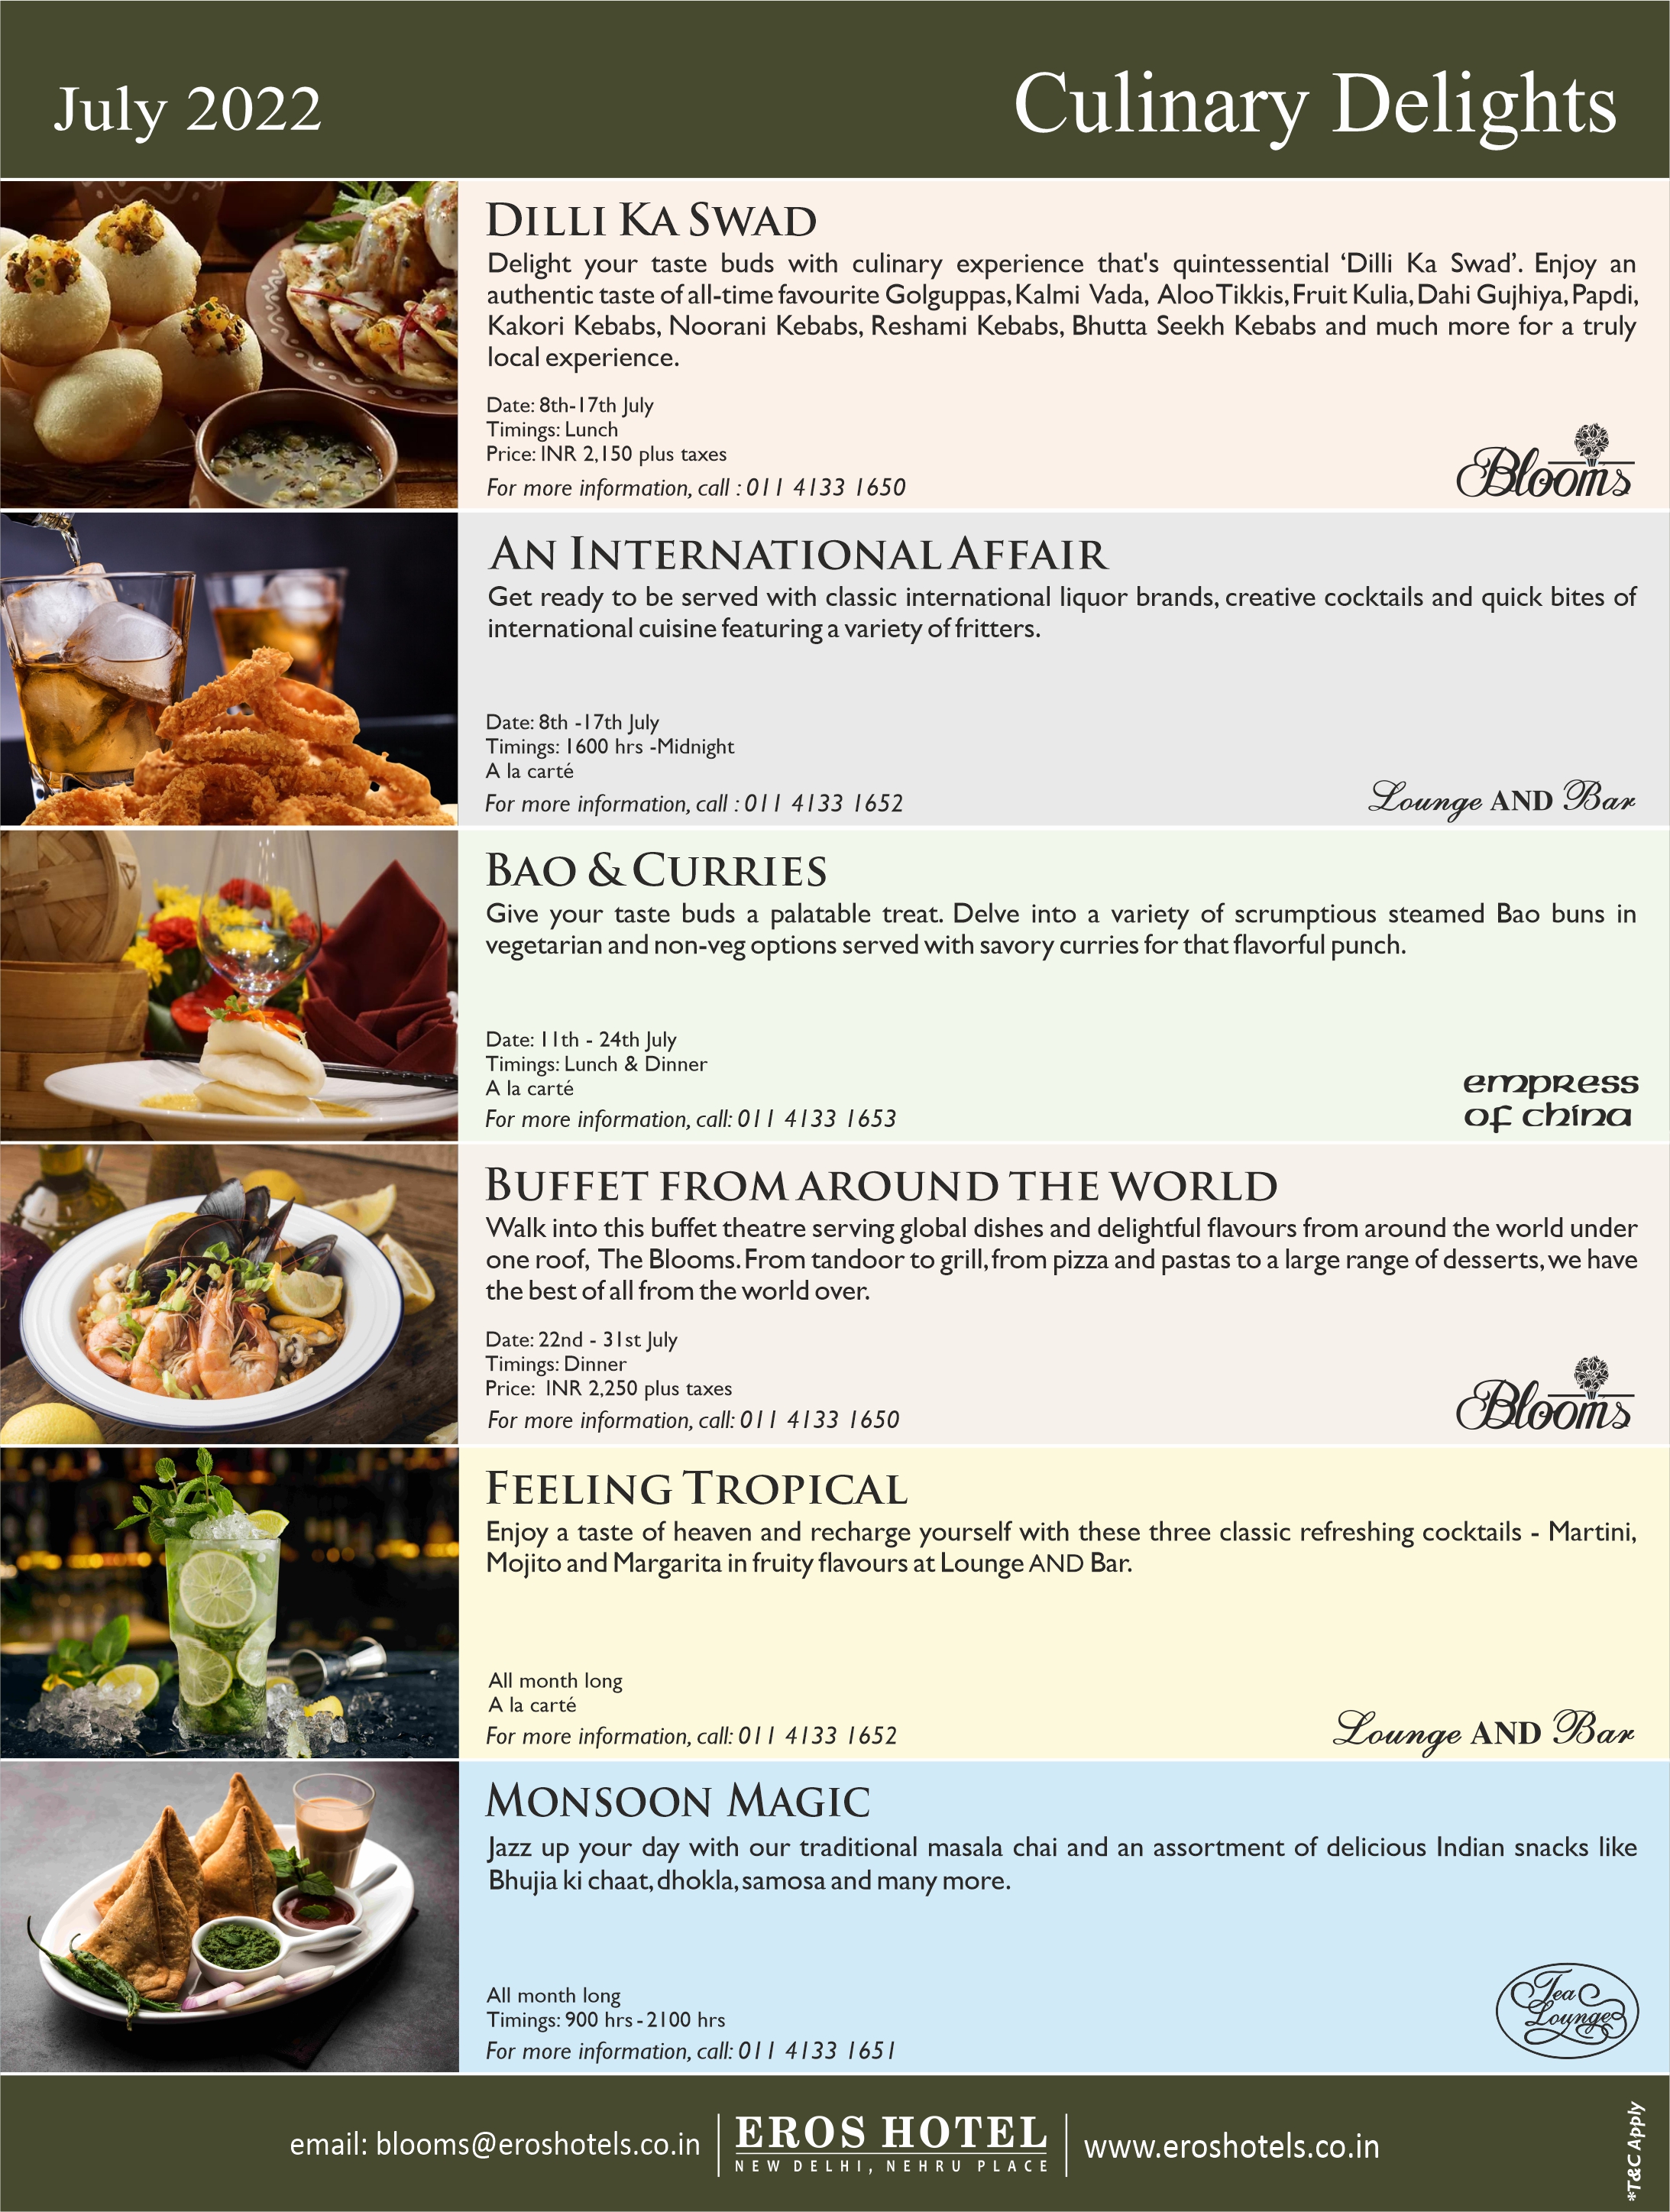 July 2022
Culinary Delights
DILLI KA SWAD
Delight your taste buds with culinary experience that's quintessential ‘Dilli Ka Swad’. Enjoy an
authentic taste of all-time favourite Golguppas, Kalmi Vada, Aloo Tikkis, Fruit Kulia, Dahi Gujhiya, Papdi,
Kakori Kebabs, Noorani Kebabs, Reshami Kebabs, Bhutta Seekh Kebabs and much more for a truly
local experience.
Date: 8th-17th July
Timings: Lunch
Price: INR 2,150 plus taxes
For more information, call : 011 4133 1650
Blooms
AN INTERNATIONAL AFFAIR
Get ready to be served with classic international liquor brands, creative cocktails and quick bites of
international cuisine featuring a variety of fritters.
Date: 8th -17th July
Timings: 1600 hrs -Midnight
A la carté
For more information, call : 011 4133 1652
Lounge AND Bar
BAO & CURRIES
Give your taste buds a palatable treat. Delve into a variety of scrumptious steamed Bao buns in
vegetarian and non-veg options served with savory curries for that flavorful punch.
Date: 11th - 24th July
Timings: Lunch & Dinner
A la carté
For more information, call: 011 4133 1653
empress
of china
BUFFET FROM AROUND THE WORLD
Walk into this buffet theatre serving global dishes and delightful flavours from around the world under
one roof, The Blooms. From tandoor to grill, from pizza and pastas to a large range of desserts, we have
the best of all from the world over.
Date: 22nd - 31st July
Timings: Dinner
Price: INR 2,250 plus taxes
For more information, call: 011 4133 1650
Blooms
FEELING TROPICAL
Enjoy a taste of heaven and recharge yourself with these three classic refreshing cocktails - Martini,
Mojito and Margarita in fruity flavours at Lounge AND Bar.
All month long
A la carté
For more information, call: 011 4133 1652
Lounge AND Bar
MONSOON MAGIC
Jazz up your day with our traditional masala chai and an assortment of delicious Indian snacks like
Bhujia ki chaat, dhokla, samosa and many more.
All month long
Timings: 900 hrs - 2100 hrs
For more information, call: 011 4133 1651
Tea
Lounge
email: blooms@eroshotels.co.in
EROS HOTEL
NEW DELHI, NEHRU PLACE
www.eroshotels.co.in
*T&C Apply